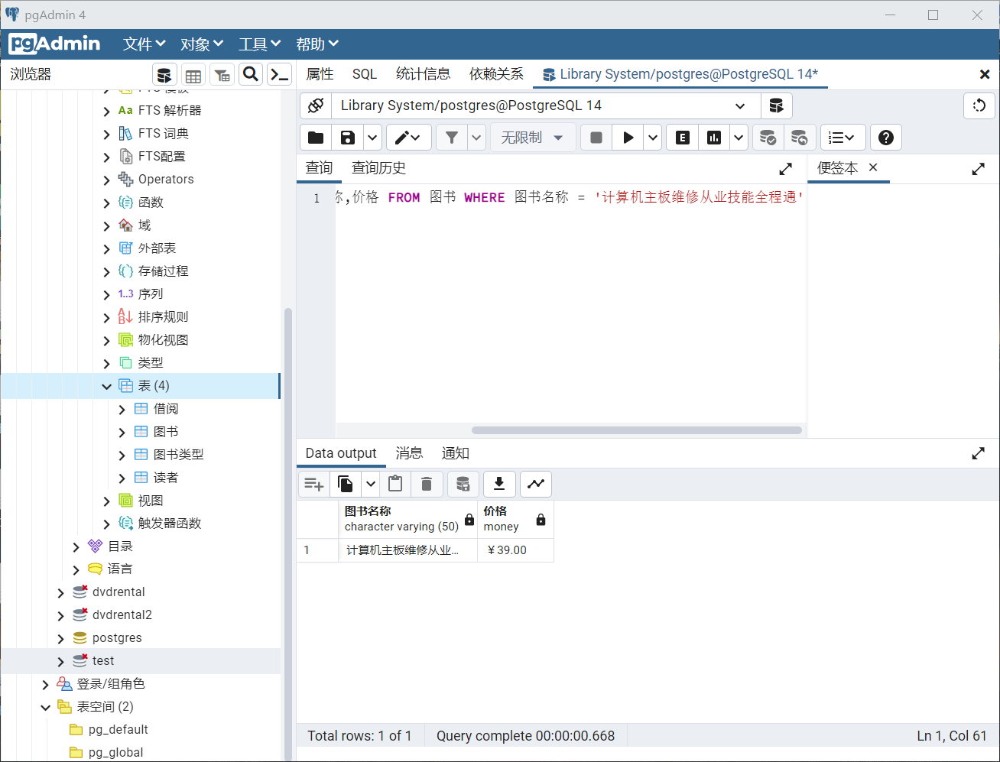 pgAdmin 4
pgAdmin 文件 对象 工具 帮助
浏览器
属性 SQL 统计信息 依赖关系 Library System/postgres@PostgreSQL 14*
Library System/postgres@PostgreSQL 14
无限制
查询 查询历史
便签本
1 称,价格 FROM 图书 WHERE 图书名称 = '计算机主板维修从业技能全程通'
FTS 模板
Aa FTS 解析器
FTS 词典
FTS配置
Operators
函数
域
外部表
存储过程
1..3 序列
排序规则
物化视图
类型
表 (4)
借阅
图书
图书类型
读者
视图
触发器函数
目录
语言
dvdrental
dvdrental2
postgres
test
登录/组角色
表空间 (2)
pg_default
pg_global
Data output 消息 通知
图书名称 价格
character varying (50) money
1 计算机主板维修从业... ¥39.00
Total rows: 1 of 1 Query complete 00:00:00.668 Ln 1, Col 61